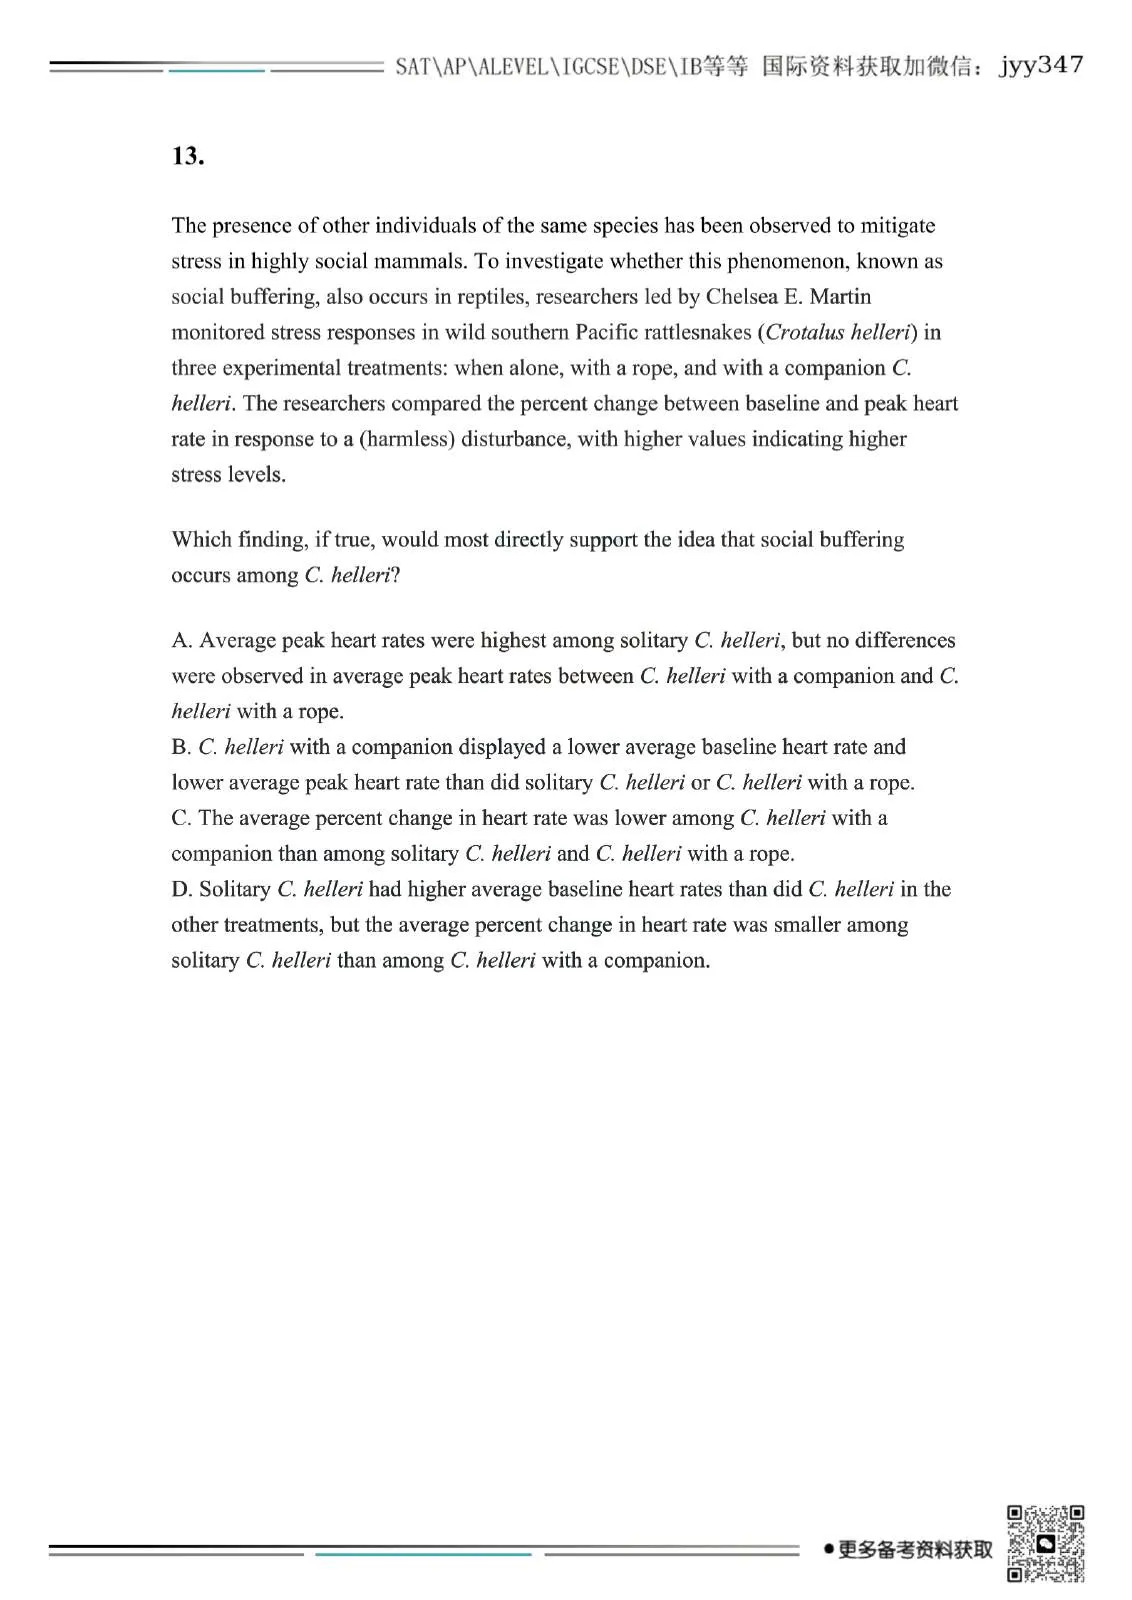 SAT\AP\ALEVEL\IGCSE\DSE\IB等等 国际资料获取加微信：jyy347
13.
The presence of other individuals of the same species has been observed to mitigate
stress in highly social mammals. To investigate whether this phenomenon, known as
social buffering, also occurs in reptiles, researchers led by Chelsea E. Martin
monitored stress responses in wild southern Pacific rattlesnakes (Crotalus helleri) in
three experimental treatments: when alone, with a rope, and with a companion C.
helleri. The researchers compared the percent change between baseline and peak heart
rate in response to a (harmless) disturbance, with higher values indicating higher
stress levels.
Which finding, if true, would most directly support the idea that social buffering
occurs among C. helleri?
A. Average peak heart rates were highest among solitary C. helleri, but no differences
were observed in average peak heart rates between C. helleri with a companion and C.
helleri with a rope.
B. C. helleri with a companion displayed a lower average baseline heart rate and
lower average peak heart rate than did solitary C. helleri or C. helleri with a rope.
C. The average percent change in heart rate was lower among C. helleri with a
companion than among solitary C. helleri and C. helleri with a rope.
D. Solitary C. helleri had higher average baseline heart rates than did C. helleri in the
other treatments, but the average percent change in heart rate was smaller among
solitary C. helleri than among C. helleri with a companion.
●更多备考资料获取